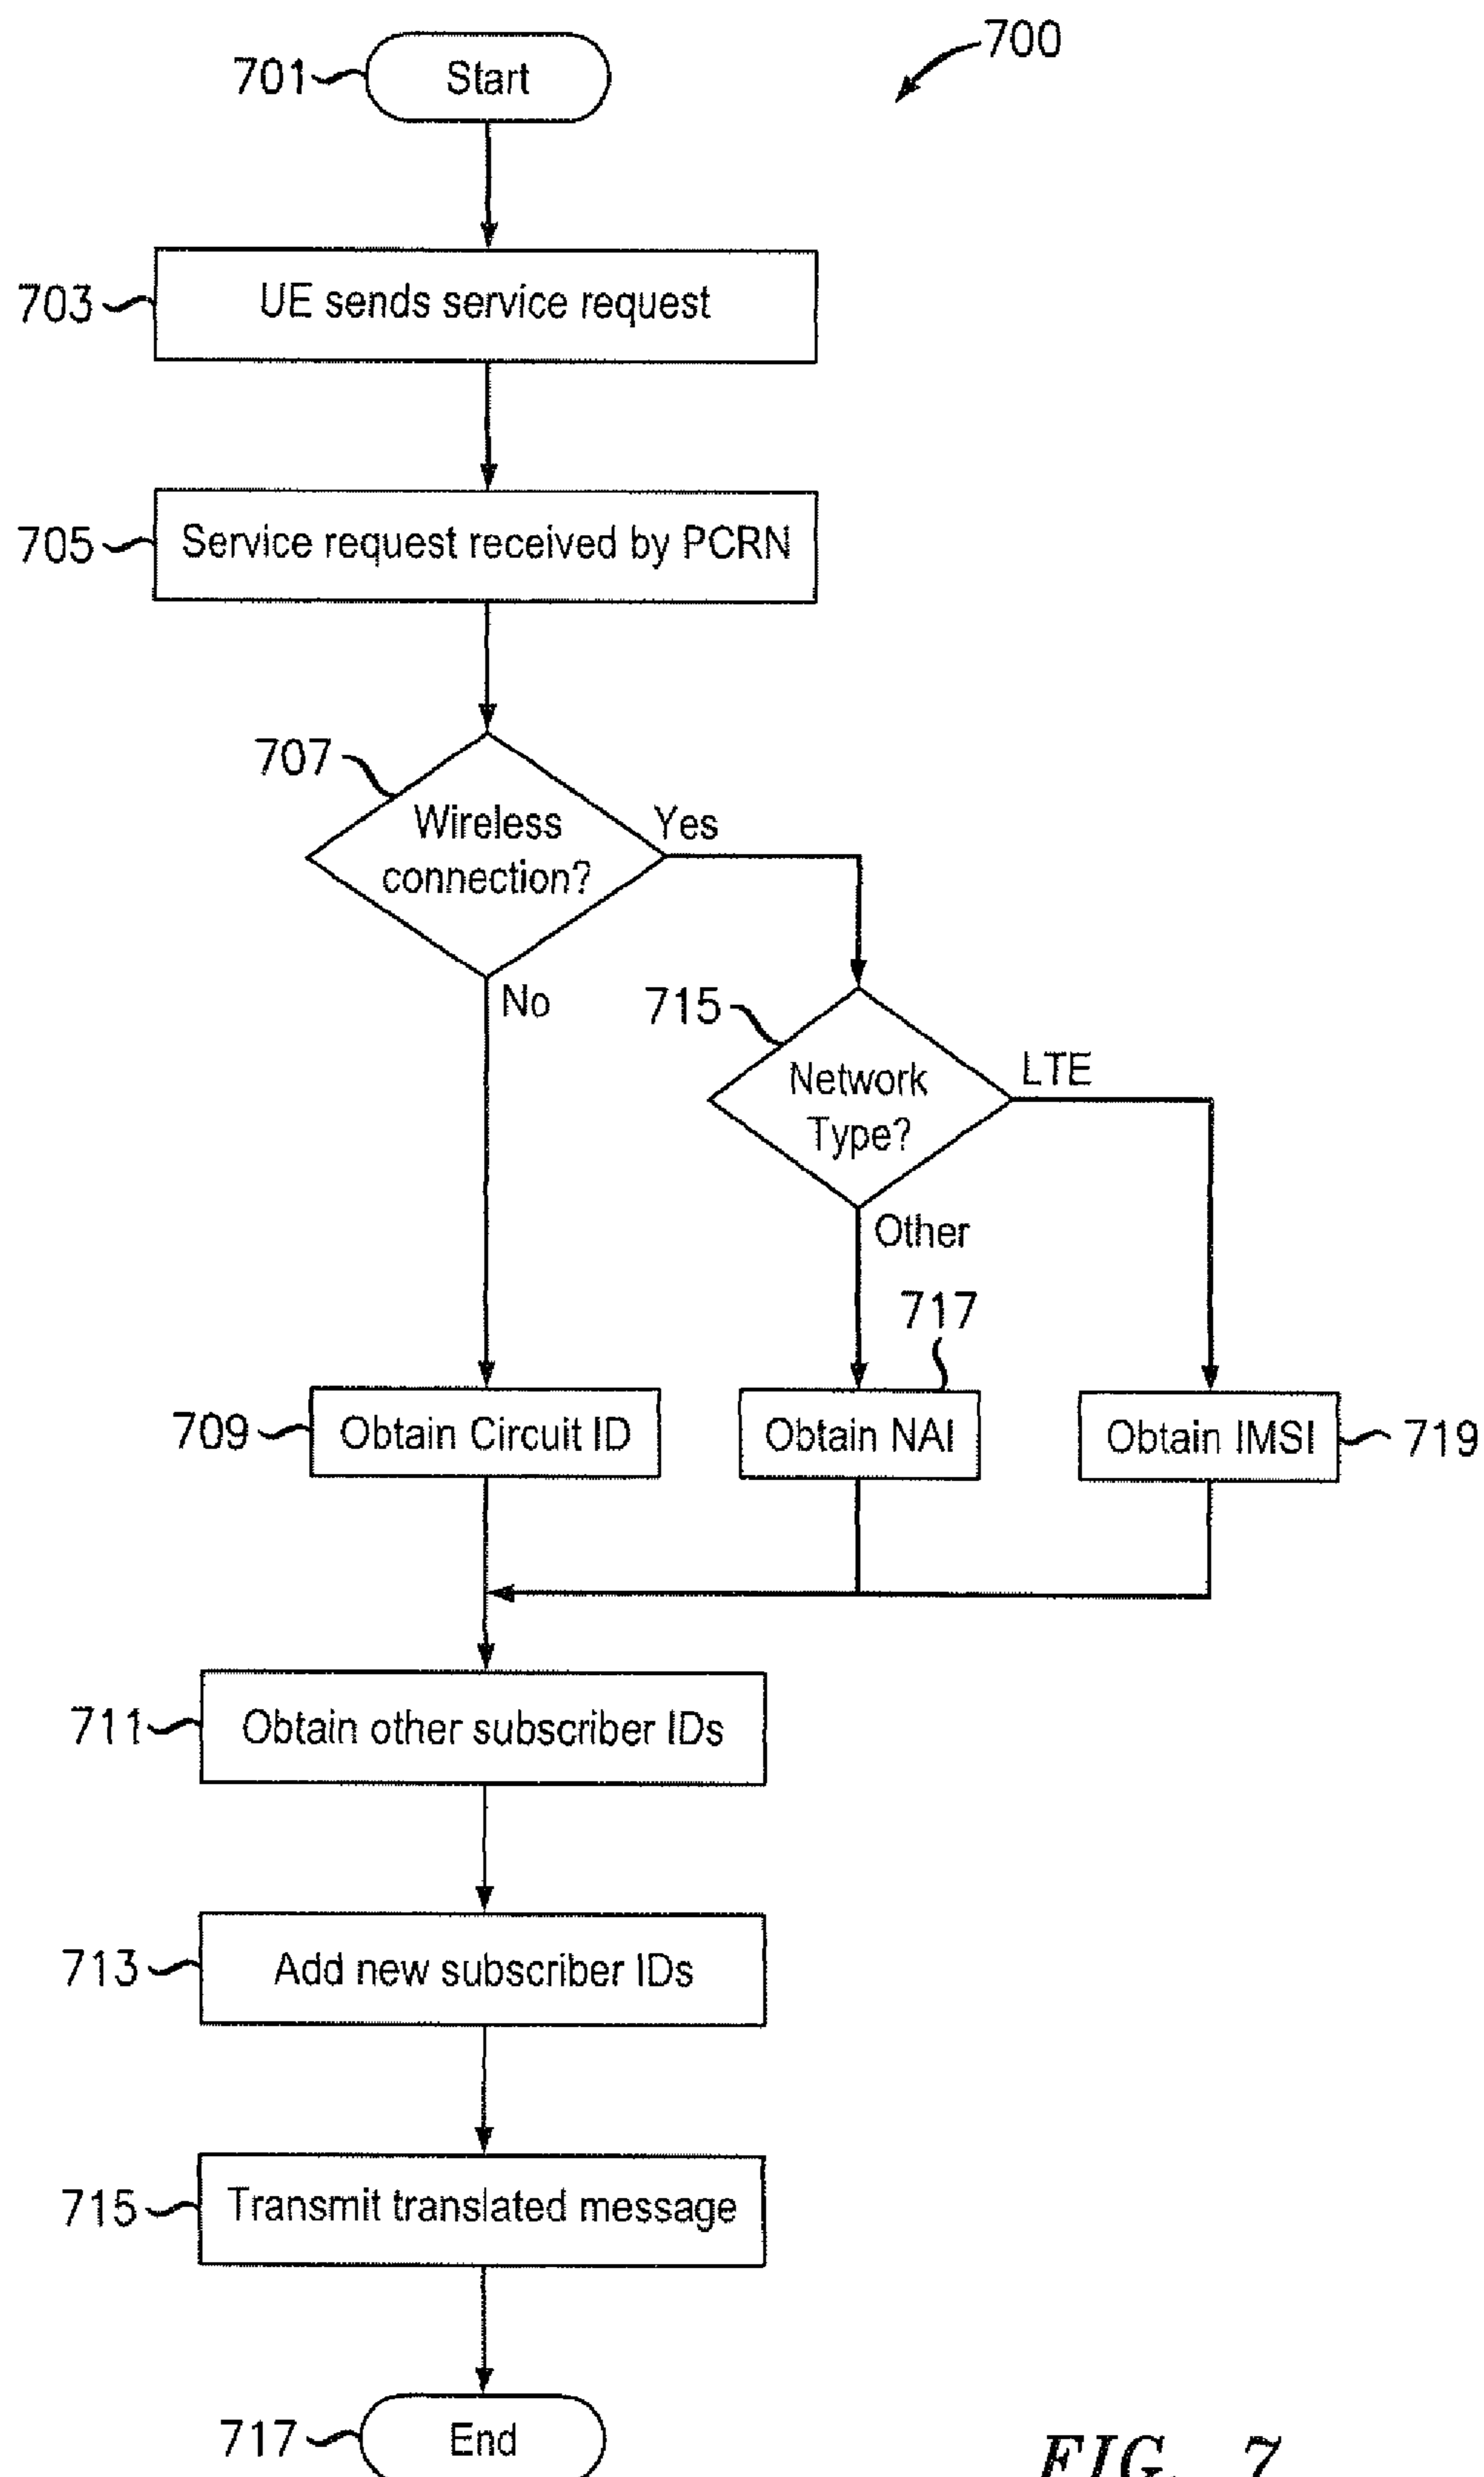 700
701
Start
703
UE sends service request
705
Service request received by PCRN
707
Wireless
connection?
Yes
No
715
Network
Type?
LTE
Other
717
709
Obtain Circuit ID
Obtain NAI
Obtain IMSI
719
711
Obtain other subscriber IDs
713
Add new subscriber IDs
715
Transmit translated message
717
End
FIG. 7